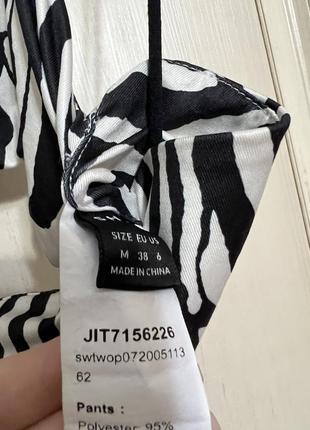 SIZE EU US
M 38 6
MADE IN CHINA
JIT7156226
swtwop072005113
62
Pants :
Polyester 95%